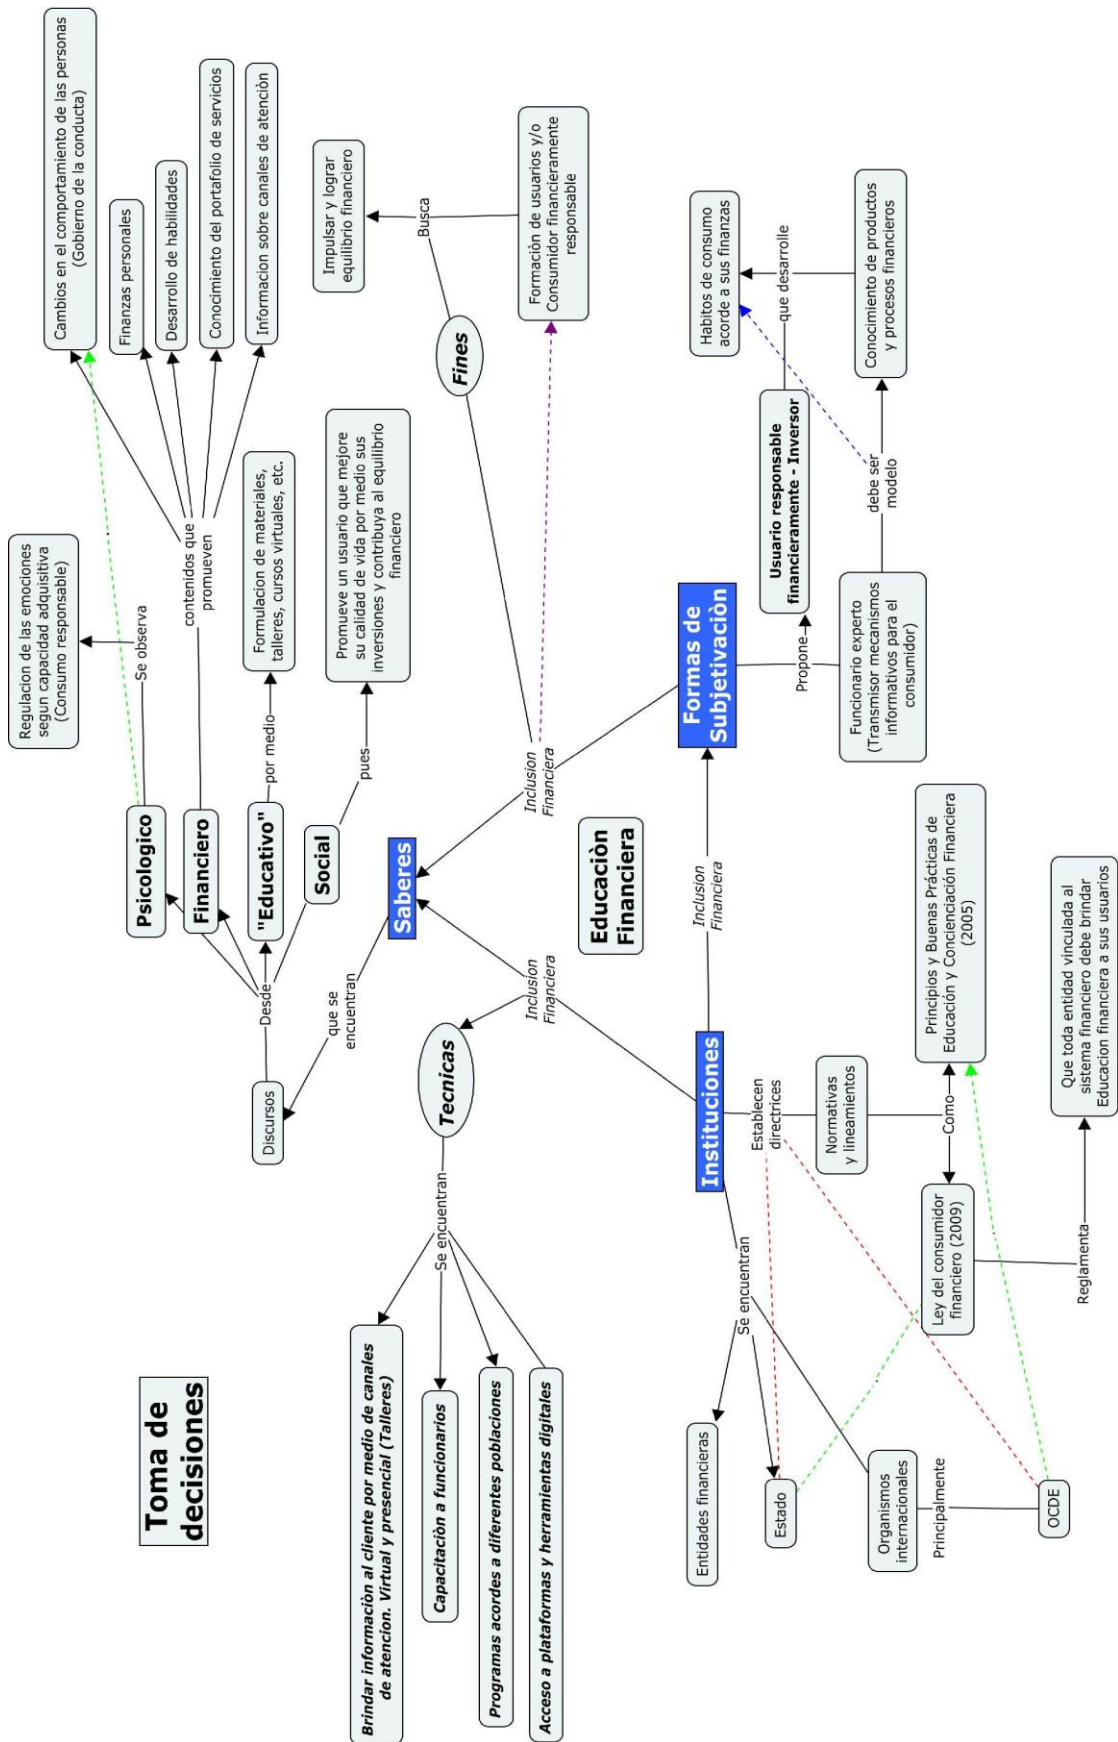 Toma de
decisiones
Regulacion de las emociones
segun capacidad adquisitiva
(Consumo responsable)
Cambios en el comportamiento de las personas
(Gobierno de la conducta)
Se observa
Psicologico
Finanzas personales
contenidos que
promueven
Financiero
Desarrollo de habilidades
Conocimiento del portafolio de servicios
Informacion sobre canales de atenciòn
Discursos
Desde
"Educativo"
por medio
Formulacion de materiales,
talleres, cursos virtuales, etc.
Social
pues
Promueve un usuario que mejore
su calidad de vida por medio sus
inversiones y contribuya al equilibrio
financiero
que se
encuentran
Saberes
Impulsar y lograr
equilibrio financiero
Busca
Fines
Formaciòn de usuarios y/o
Consumidor financieramente
responsable
Brindar informaciòn al cliente por medio de canales
de atencion. Virtual y presencial (Talleres)
Capacitaciòn a funcionarios
Programas acordes a diferentes poblaciones
Acceso a plataformas y herramientas digitales
Se encuentran
Tecnicas
Inclusion
Financiera
Inclusion
Financiera
Educaciòn
Financiera
Instituciones
Inclusion
Financiera
Formas de
Subjetivaciòn
Entidades financieras
Se encuentran
Establecen
directrices
Estado
Normativas
y lineamientos
Organismos
internacionales
Principalmente
OCDE
Ley del consumidor
financiero (2009)
Como
Principios y Buenas Prácticas de
Educación y Concienciación Financiera
(2005)
Reglamenta
Que toda entidad vinculada al
sistema financiero debe brindar
Educacion financiera a sus usuarios
Propone
Usuario responsable
financieramente - Inversor
que desarrolle
Habitos de consumo
acorde a sus finanzas
Funcionario experto
(Transmisor mecanismos
informativos para el
consumidor)
debe ser
modelo
Conocimiento de productos
y procesos financieros